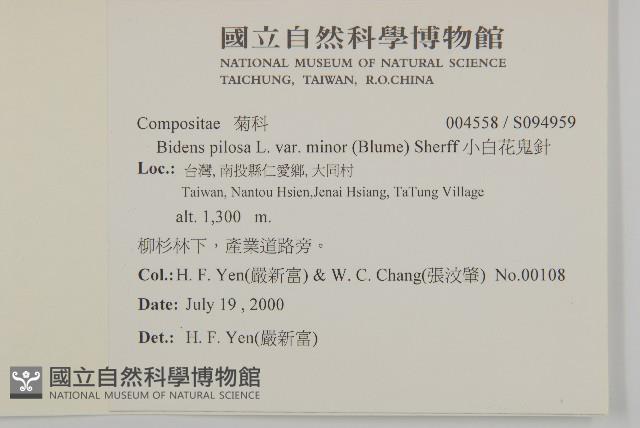 國立自然科學博物館
NATIONAL MUSEUM OF NATURAL SCIENCE
TAICHUNG, TAIWAN, R.O.CHINA
Compositae 菊科 004558 / S094959
Bidens pilosa L. var. minor (Blume) Sherff 小白花鬼針
Loc.: 台灣, 南投縣仁愛鄉, 大同村
Taiwan, Nantou Hsien,Jenai Hsiang, TaTung Village
alt. 1,300 m.
柳杉林下，產業道路旁。
Col.: H. F. Yen(嚴新富) & W. C. Chang(張汶肇) No.00108
Date: July 19 , 2000
Det.: H. F. Yen(嚴新富)
國立自然科學博物館
NATIONAL MUSEUM OF NATURAL SCIENCE